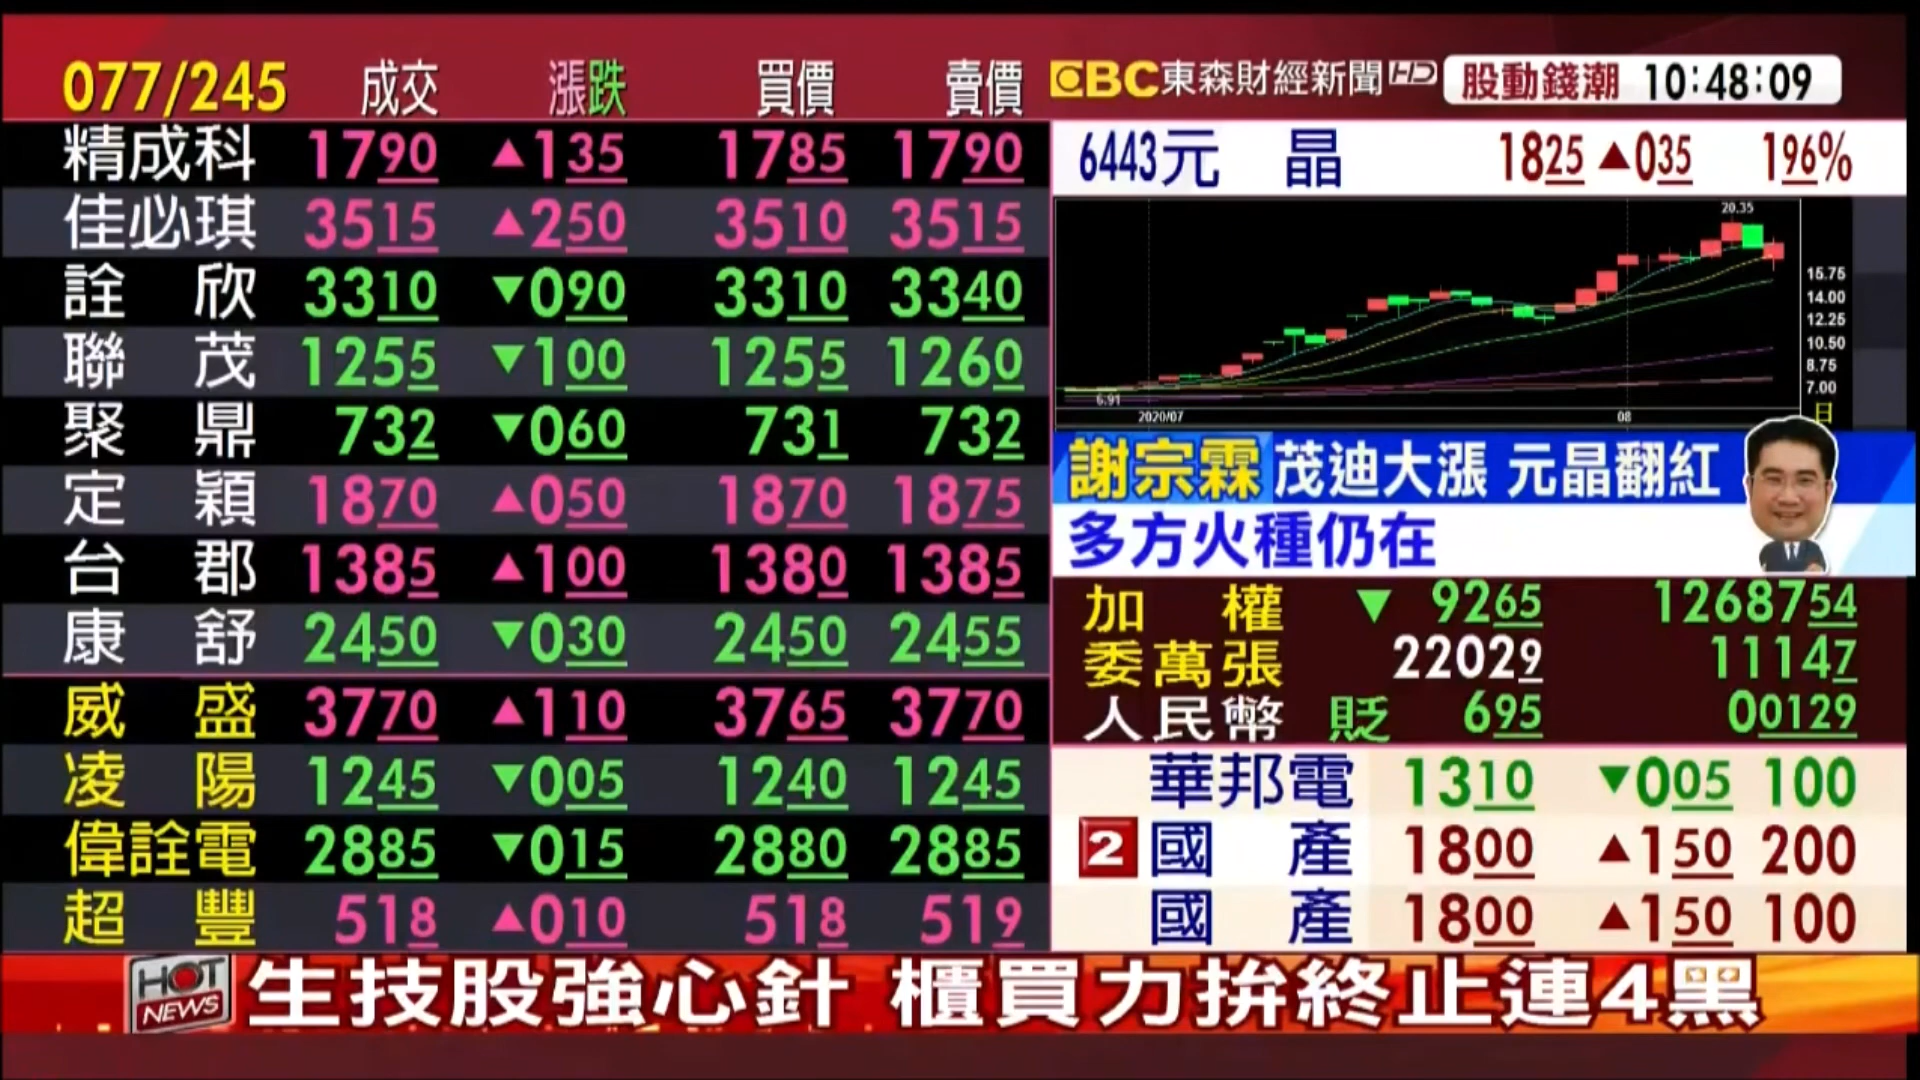 077/245 成交 漲跌 買價 賣價
精成科 1790 ▲135 1785 1790
佳必琪 3515 ▲250 3510 3515
詮欣 3310 ▼090 3310 3340
聯茂 1255 ▼100 1255 1260
聚鼎 732 ▼060 731 732
定穎 1870 ▲050 1870 1875
台郡 1385 ▲100 1380 1385
康舒 2450 ▼030 2450 2455
威盛 3770 ▲110 3765 3770
凌陽 1245 ▼005 1240 1245
偉詮電 2885 ▼015 2880 2885
超豐 518 ▲010 518 519
EBC東森財經新聞HD 股動錢潮 10:48:09
6443元晶 1825 ▲035 196%
20.35
15.75
14.00
12.25
10.50
8.75
7.00
6.91
2020/07 08 日
謝宗霖 茂迪大漲 元晶翻紅
多方火種仍在
加權 ▼ 9265 1268754
委萬張 22029 11147
人民幣 貶 695 00129
華邦電 1310 ▼005 100
2 國產 1800 ▲150 200
國產 1800 ▲150 100
HOT NEWS 生技股強心針 櫃買力拚終止連4黑